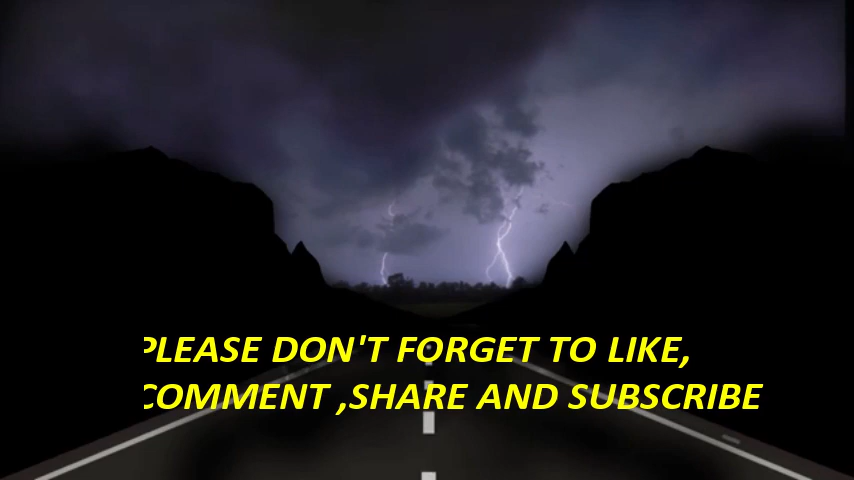 PLEASE DON'T FORGET TO LIKE,
COMMENT ,SHARE AND SUBSCRIBE